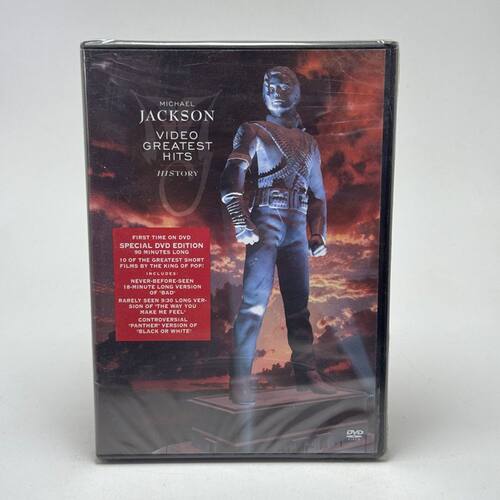 MICHAEL
JACKSON
VIDEO
GREATEST
HITS
HISTORY
FIRST TIME ON DVD
SPECIAL DVD EDITION
90 MINUTES LONG
10 OF THE GREATEST SHORT
FILMS BY THE KING OF POP!
INCLUDES:
NEVER-BEFORE-SEEN
18-MINUTE LONG VERSION
OF "BAD"
RARELY SEEN 9:30 LONG VER-
SION OF "THE WAY YOU
MAKE ME FEEL"
CONTROVERSIAL
"PANTHER" VERSION OF
"BLACK OR WHITE"
DVD